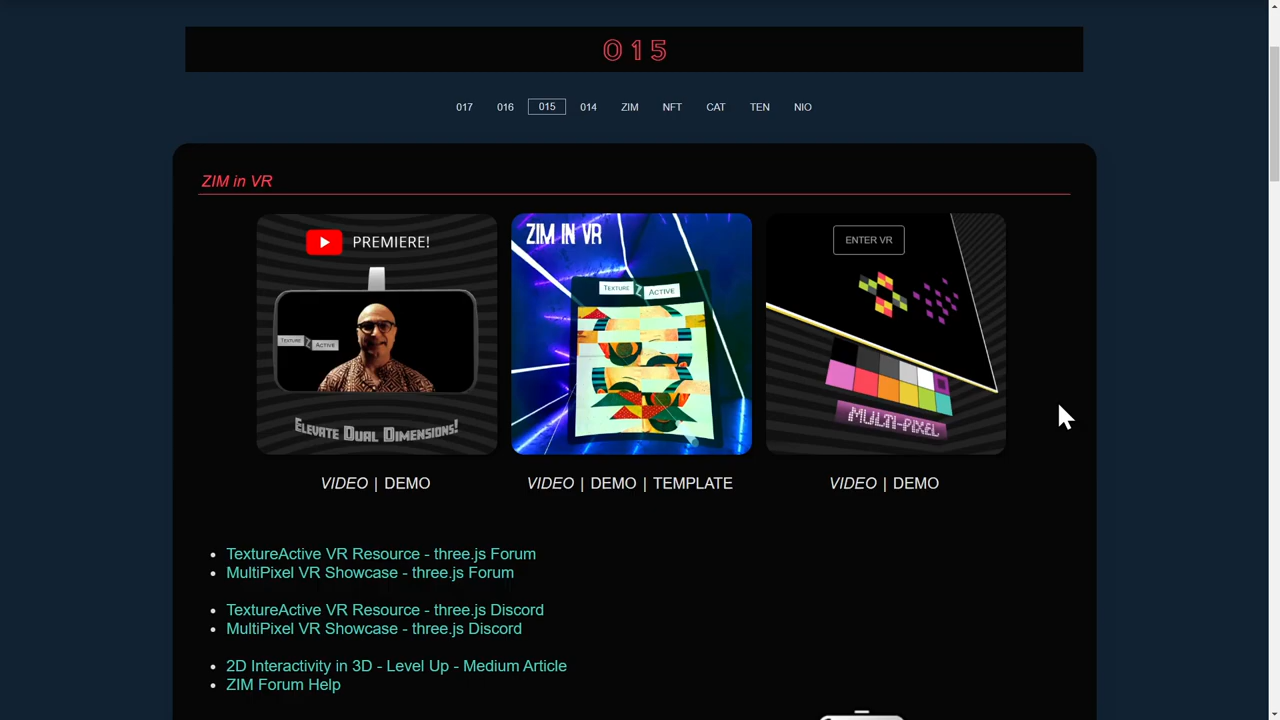 015
017 016 015 014 ZIM NFT CAT TEN NIO
ZIM in VR
PREMIERE!
TEXTURE Z ACTIVE
ELEVATE DUAL DIMENSIONS!
ZIM IN VR
TEXTURE Z ACTIVE
ENTER VR
MULTI-PIXEL
VIDEO | DEMO
VIDEO | DEMO | TEMPLATE
VIDEO | DEMO
TextureActive VR Resource - three.js Forum
MultiPixel VR Showcase - three.js Forum
TextureActive VR Resource - three.js Discord
MultiPixel VR Showcase - three.js Discord
2D Interactivity in 3D - Level Up - Medium Article
ZIM Forum Help